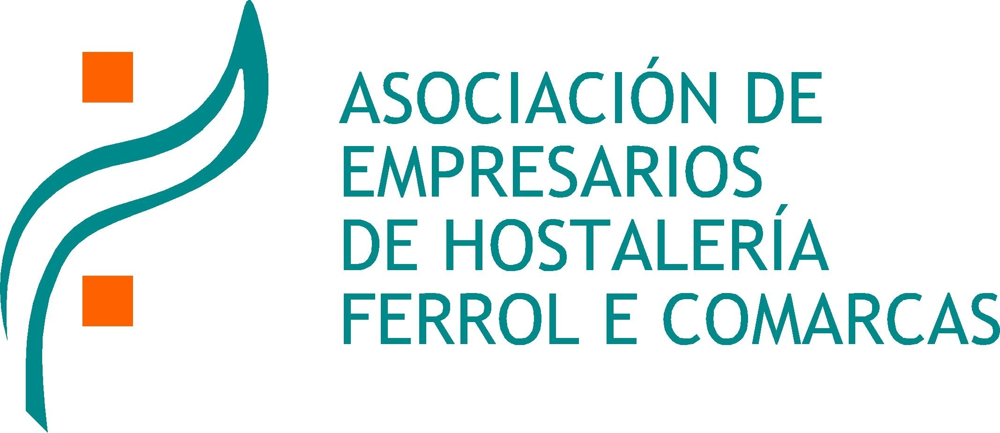 ASOCIACIÓN DE
EMPRESARIOS
DE HOSTALERÍA
FERROL E COMARCAS